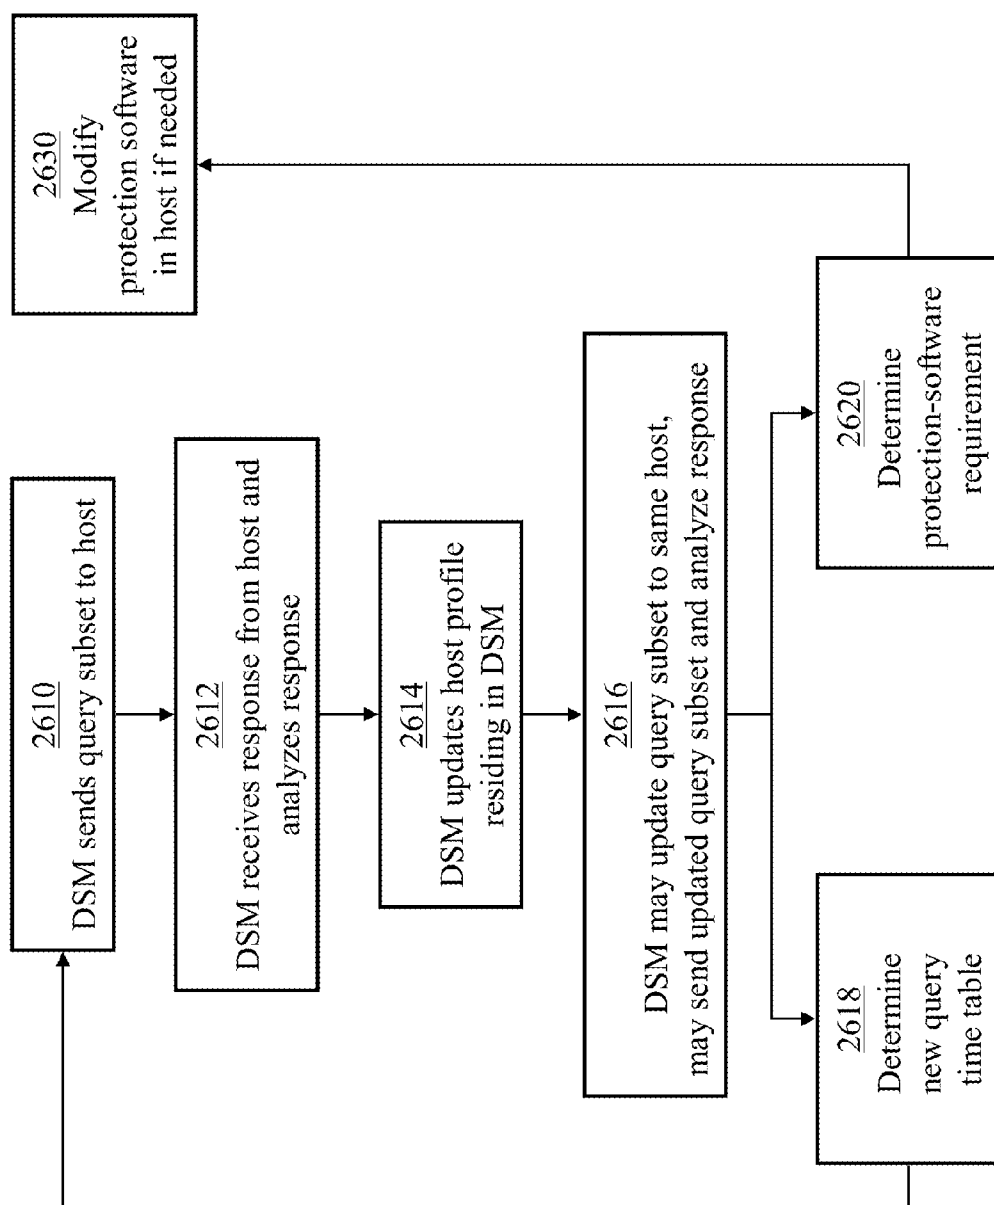 2610
DSM sends query subset to host
2612
DSM receives response from host and
analyzes response
2614
DSM updates host profile
residing in DSM
2616
DSM may update query subset to same host,
may send updated query subset and analyze response
2618
Determine
new query
time table
2620
Determine
protection-software
requirement
2630
Modify
protection software
in host if needed